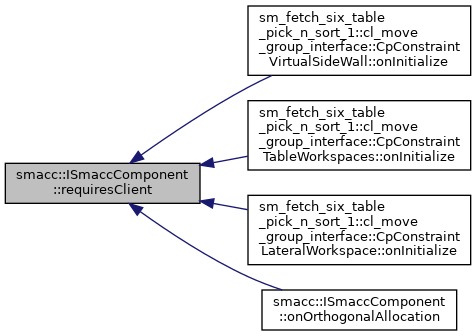 sm_fetch_six_table
_pick_n_sort_1::cl_move
_group_interface::CpConstraint
VirtualSideWall::onInitialize
sm_fetch_six_table
_pick_n_sort_1::cl_move
_group_interface::CpConstraint
TableWorkspaces::onInitialize
smacc::ISmaccComponent
::requiresClient
sm_fetch_six_table
_pick_n_sort_1::cl_move
_group_interface::CpConstraint
LateralWorkspace::onInitialize
smacc::ISmaccComponent
::onOrthogonalAllocation